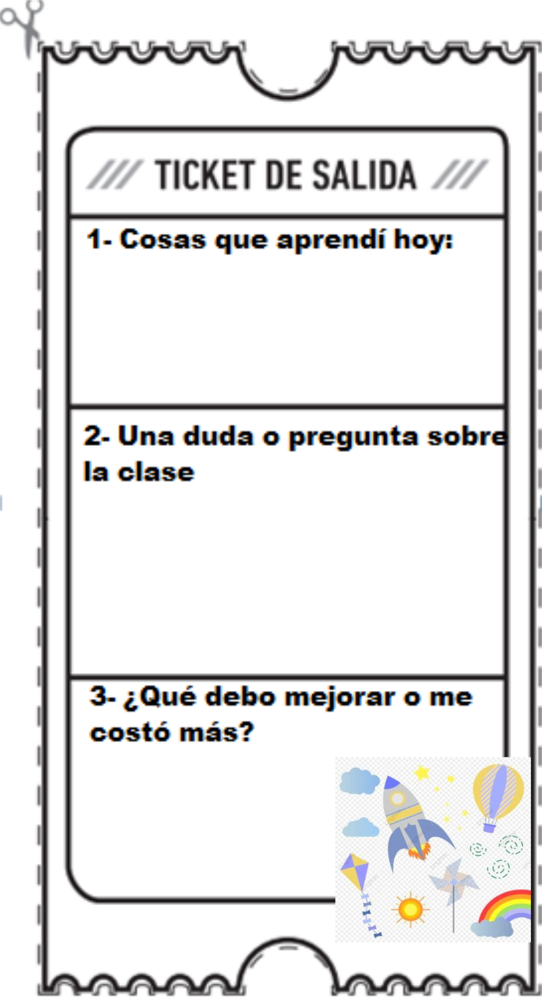 TICKET DE SALIDA
1- Cosas que aprendí hoy:
2- Una duda o pregunta sobre
la clase
3- ¿Qué debo mejorar o me
costó más?